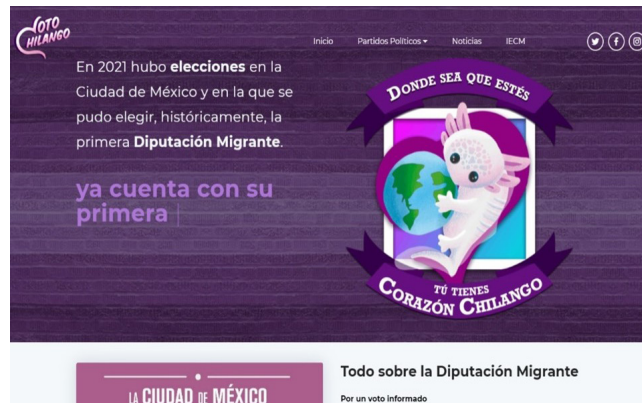 VOTO
CHILANGO
Inicio Partidos Políticos Noticias IECM
En 2021 hubo elecciones en la
Ciudad de México y en la que se
pudo elegir, históricamente, la
primera Diputación Migrante.
ya cuenta con su
primera
DONDE SEA QUE ESTÉS
TÚ TIENES
CORAZÓN CHILANGO
LA CIUDAD DE MÉXICO
Todo sobre la Diputación Migrante
Por un voto informado